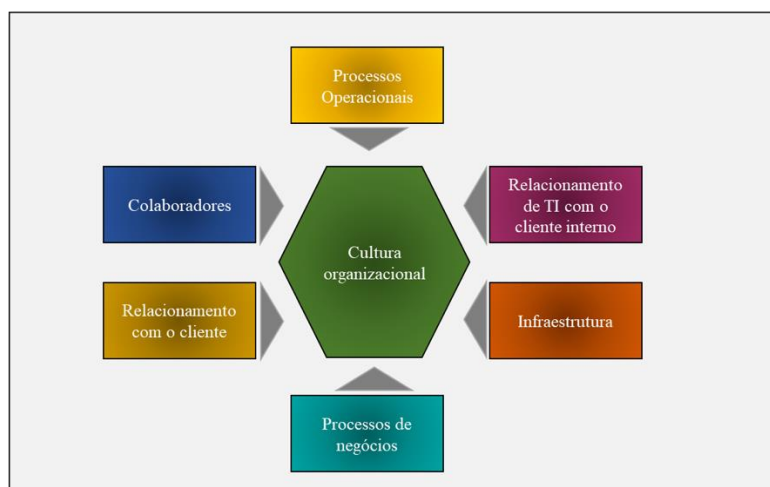 Processos
Operacionais
Colaboradores
Relacionamento
de TI com o
cliente interno
Cultura
organizacional
Relacionamento
com o cliente
Infraestrutura
Processos de
negócios